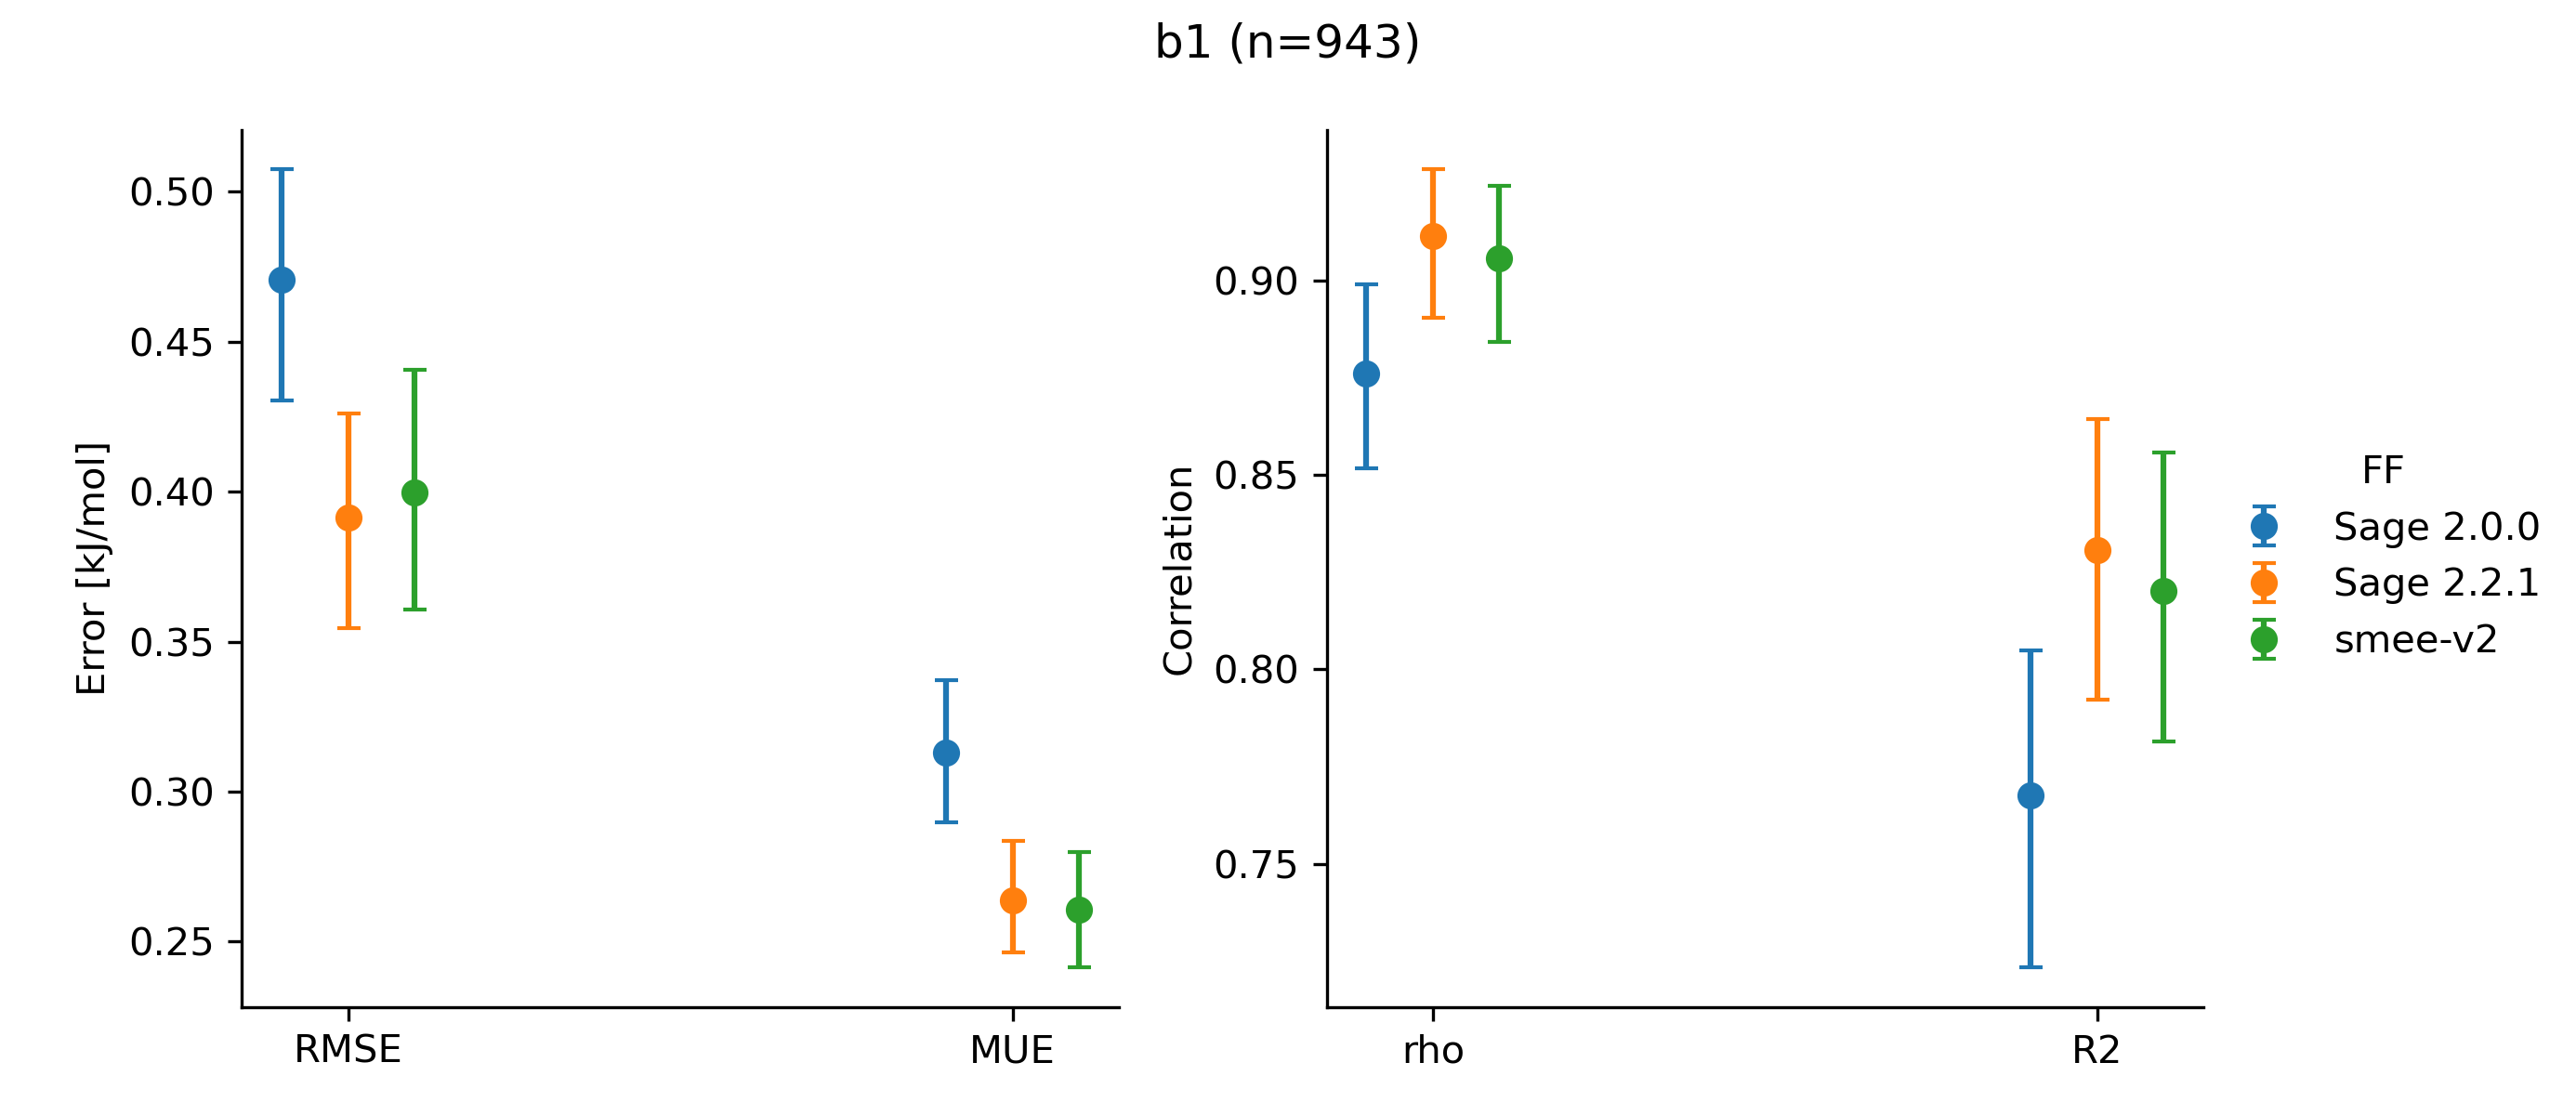 b1 (n=943)
Error [kJ/mol]
0.50
0.45
0.40
0.35
0.30
0.25
RMSE
MUE
Correlation
0.90
0.85
0.80
0.75
rho
R2
FF
Sage 2.0.0
Sage 2.2.1
smee-v2